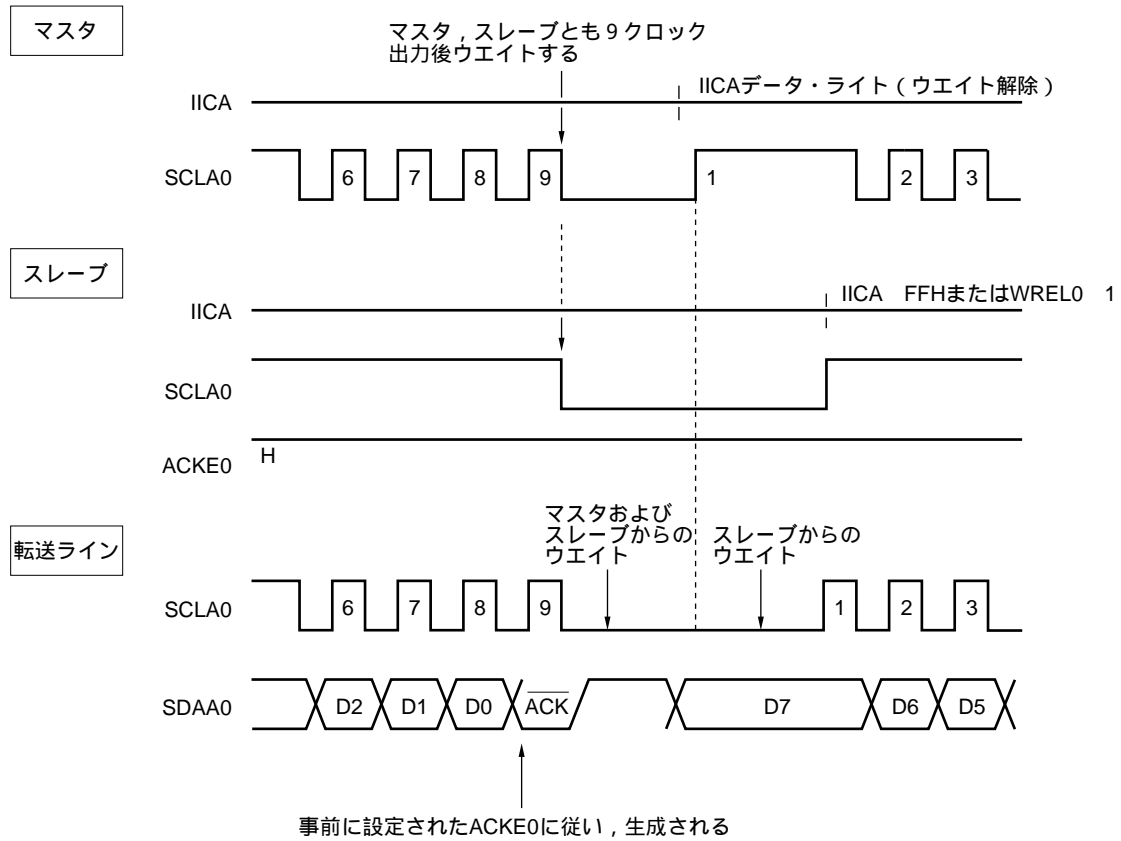 マスタ
マスタ,スレーブとも9クロック
出力後ウエイトする
IICA
IICAデータ・ライト(ウエイト解除)
SCLA0
6 7 8 9 1 2 3
スレーブ
IICA
IICA FFHまたはWREL0 1
SCLA0
ACKE0
H
転送ライン
マスタおよび
スレーブからの
ウエイト
スレーブからの
ウエイト
SCLA0
6 7 8 9 1 2 3
SDAA0
D2 D1 D0 ACK D7 D6 D5
事前に設定されたACKE0に従い,生成される